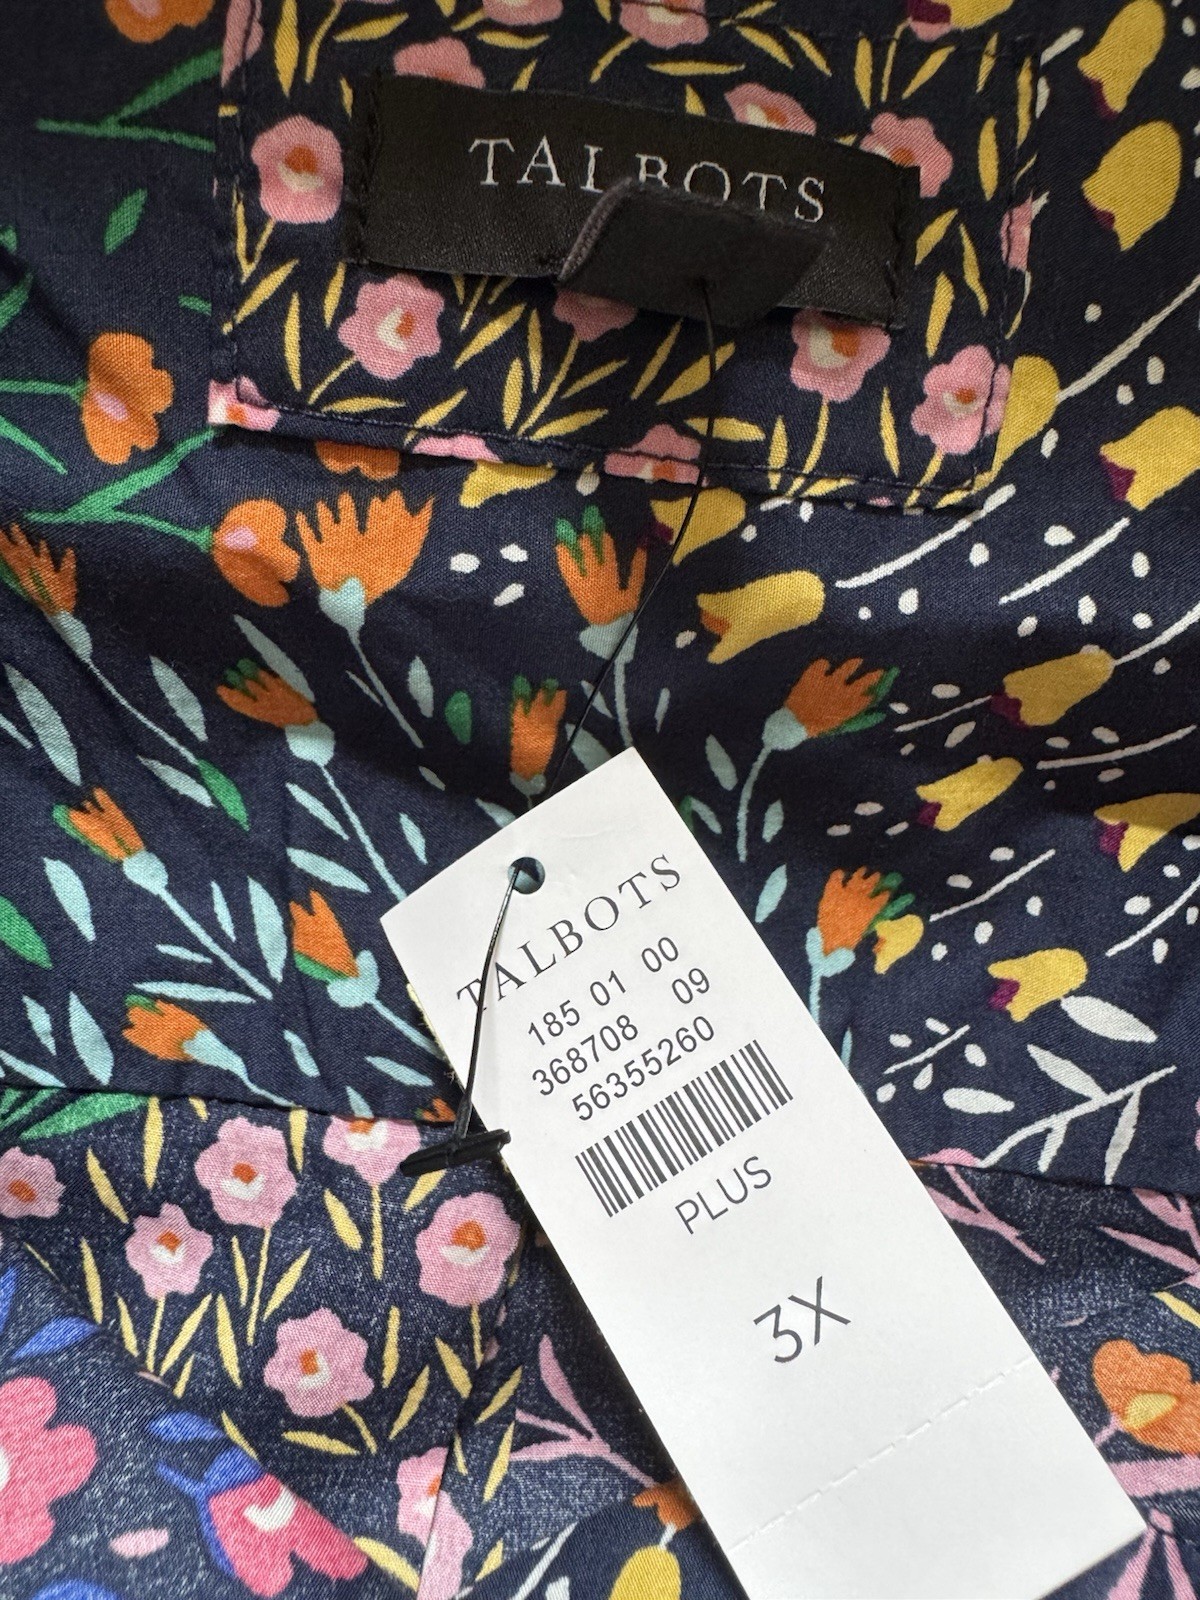 TALBOTS
TALBOTS
185 01 00
368708 09
56355260
PLUS
3X